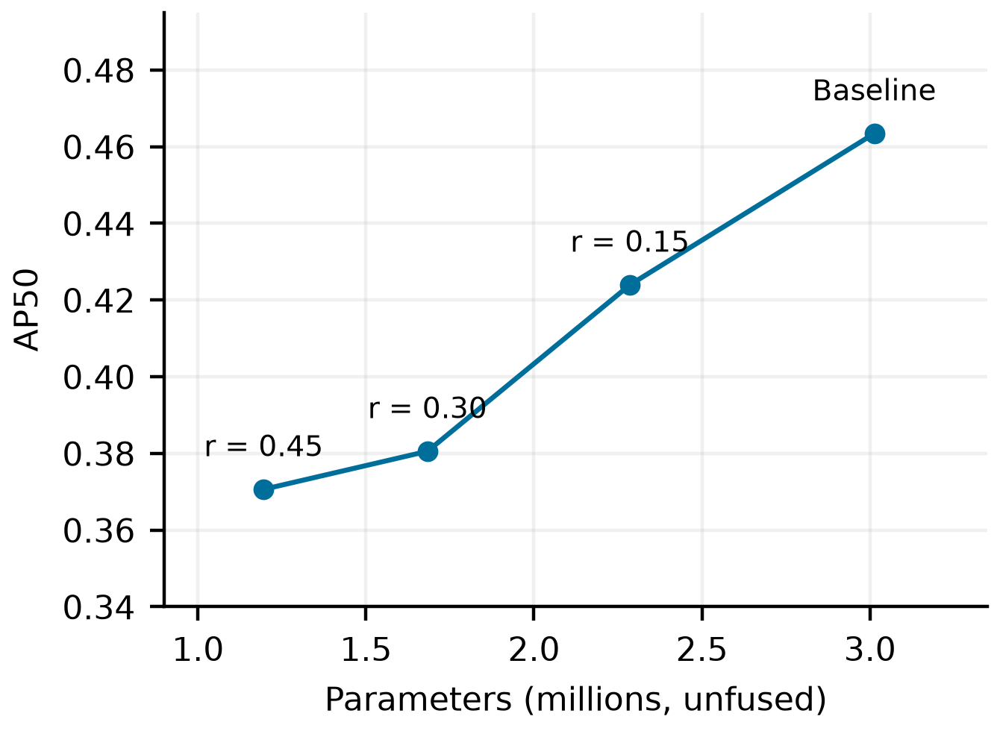 0.48
Baseline
0.46
0.44
r = 0.15
AP50
0.42
0.40
r = 0.30
r = 0.45
0.38
0.36
0.34
1.0 1.5 2.0 2.5 3.0
Parameters (millions, unfused)